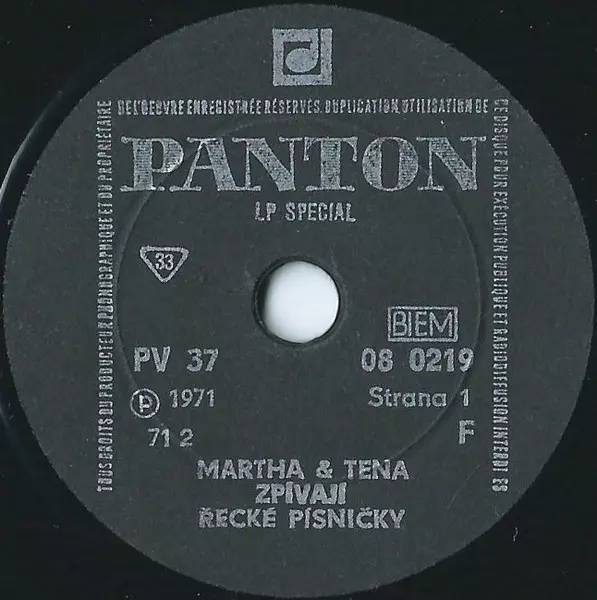 TOUS DROITS DU PRODUCTEUR PHONOGRAPHIQUE ET DU PROPRIÉTAIRE
DE L'OEUVRE ENREGISTRÉE RÉSERVÉS. DUPLICATION, UTILISATION DE
CE DISQUE POUR EXÉCUTION PUBLIQUE ET RADIODIFFUSION INTERDITES
PANTON
LP SPECIAL
33
BIEM
PV 37
08 0219
Ⓟ 1971
Strana 1
71 2
F
MARTHA & TENA
ZPÍVAJÍ
ŘECKÉ PÍSNIČKY